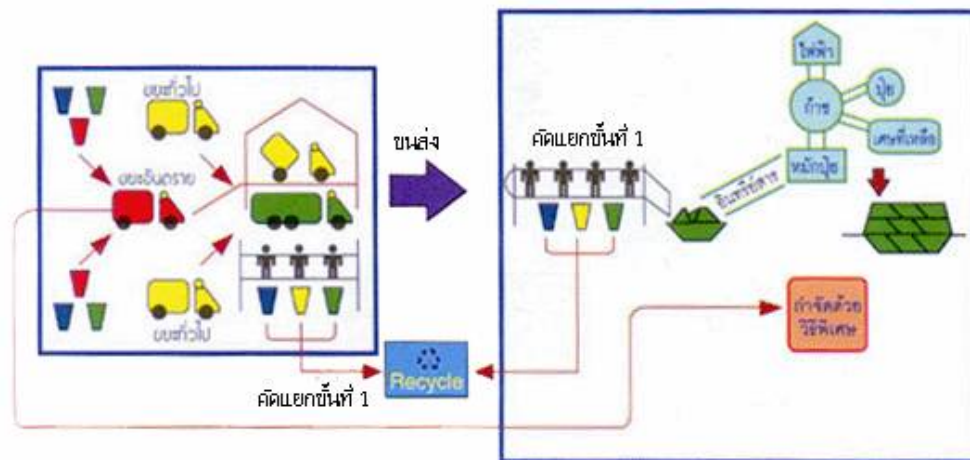 ขยะทั่วไป
ขยะอันตราย
ขยะทั่วไป
คัดแยกขั้นที่ 1
ขนส่ง
Recycle
คัดแยกขั้นที่ 1
อินทรีย์สาร
ไฟฟ้า
ก๊าซ
ปุ๋ย
เศษที่เหลือ
หมักปุ๋ย
กำจัดด้วย
วิธีพิเศษ